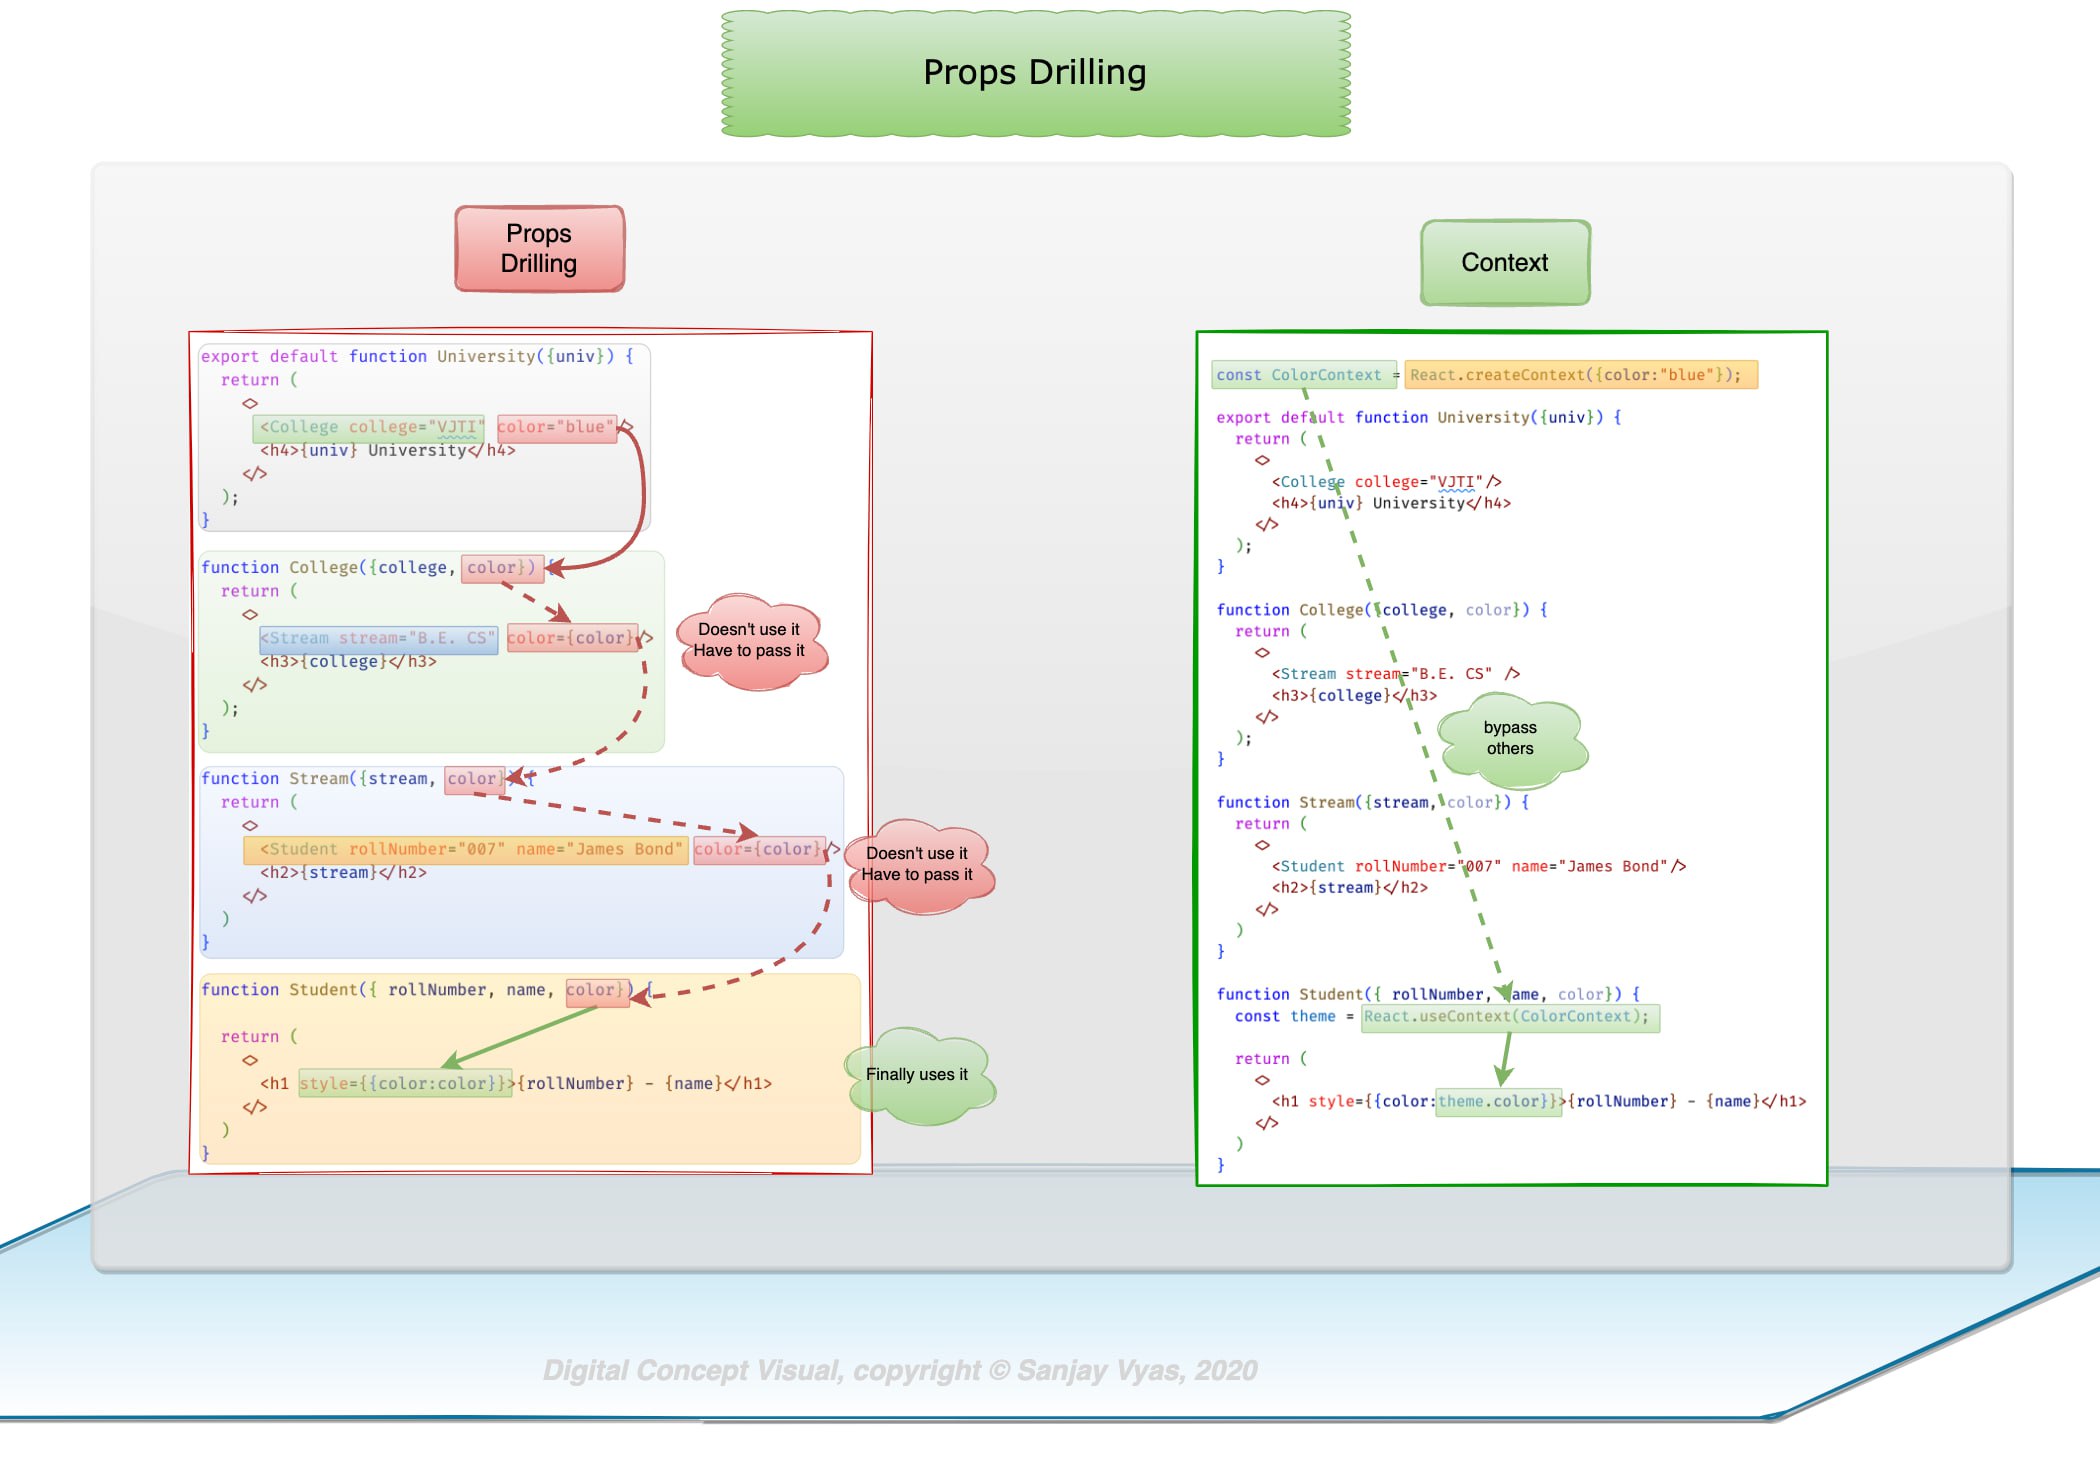 Props Drilling
Props
Drilling
export default function University({univ}) {
return (
<>
<College college="VJTI" color="blue"/>
<h4>{univ} University</h4>
</>
);
}
function College({college, color}) {
return (
<>
<Stream stream="B.E. CS" color={color}/>
<h3>{college}</h3>
</>
);
}
Doesn't use it
Have to pass it
function Stream({stream, color}) {
return (
<>
<Student rollNumber="007" name="James Bond" color={color}/>
<h2>{stream}</h2>
</>
)
}
Doesn't use it
Have to pass it
function Student({ rollNumber, name, color}) {
return (
<>
<h1 style={{color:color}}>{rollNumber} - {name}</h1>
</>
)
}
Finally uses it
Context
const ColorContext = React.createContext({color:"blue"});
export default function University({univ}) {
return (
<>
<College college="VJTI"/>
<h4>{univ} University</h4>
</>
);
}
function College({college, color}) {
return (
<>
<Stream stream="B.E. CS" />
<h3>{college}</h3>
</>
);
}
bypass
others
function Stream({stream, color}) {
return (
<>
<Student rollNumber="007" name="James Bond"/>
<h2>{stream}</h2>
</>
)
}
function Student({ rollNumber, name, color}) {
const theme = React.useContext(ColorContext);
return (
<>
<h1 style={{color:theme.color}}>{rollNumber} - {name}</h1>
</>
)
}
Digital Concept Visual, copyright © Sanjay Vyas, 2020